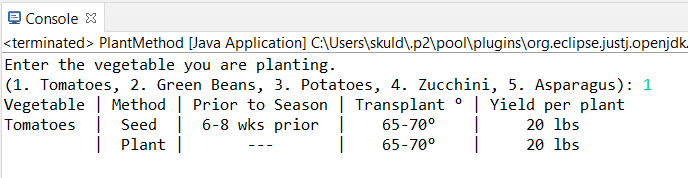 Console
<terminated> PlantMethod [Java Application] C:\Users\skuld\.p2\pool\plugins\org.eclipse.justj.openjdk.
Enter the vegetable you are planting.
(1. Tomatoes, 2. Green Beans, 3. Potatoes, 4. Zucchini, 5. Asparagus): 1
Vegetable | Method | Prior to Season | Transplant º | Yield per plant
Tomatoes  |  Seed  |  6-8 wks prior  |    65-70º    |     20 lbs
          |  Plant |       ---       |    65-70º    |     20 lbs